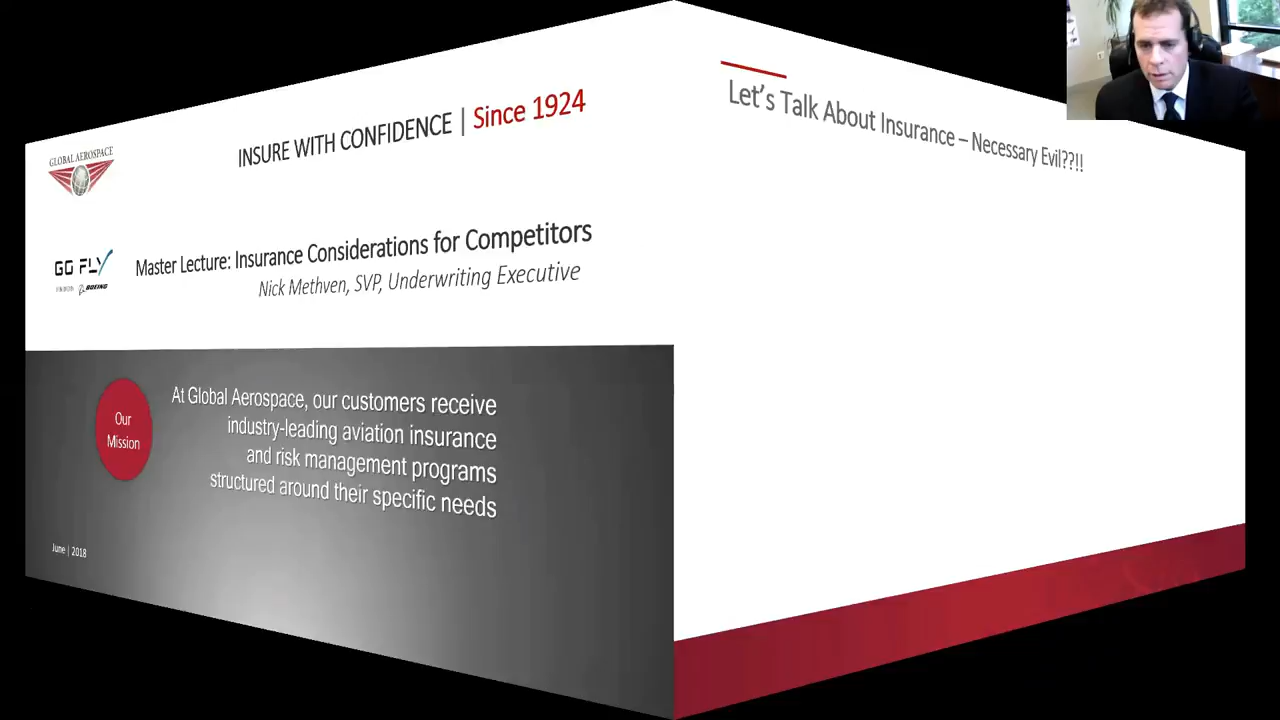 GLOBAL AEROSPACE
INSURE WITH CONFIDENCE | Since 1924
GO FLY
BOEING
Master Lecture: Insurance Considerations for Competitors
Nick Methven, SVP, Underwriting Executive
Our
Mission
At Global Aerospace, our customers receive
industry-leading aviation insurance
and risk management programs
structured around their specific needs
June | 2018
Let's Talk About Insurance – Necessary Evil??!!